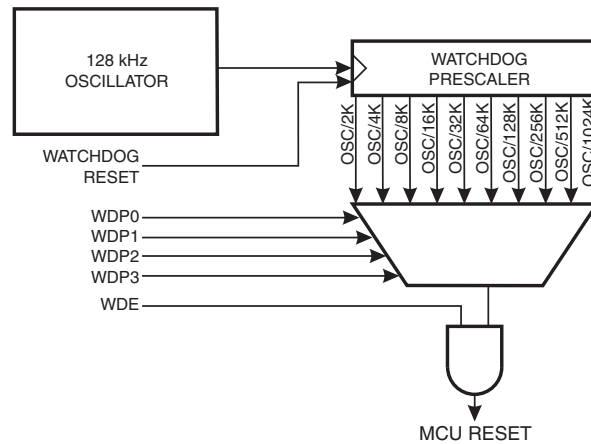 128 kHz
OSCILLATOR
WATCHDOG
PRESCALER
OSC/2K
OSC/4K
OSC/8K
OSC/16K
OSC/32K
OSC/64K
OSC/128K
OSC/256K
OSC/512K
OSC/1024K
WATCHDOG
RESET
WDP0
WDP1
WDP2
WDP3
WDE
MCU RESET